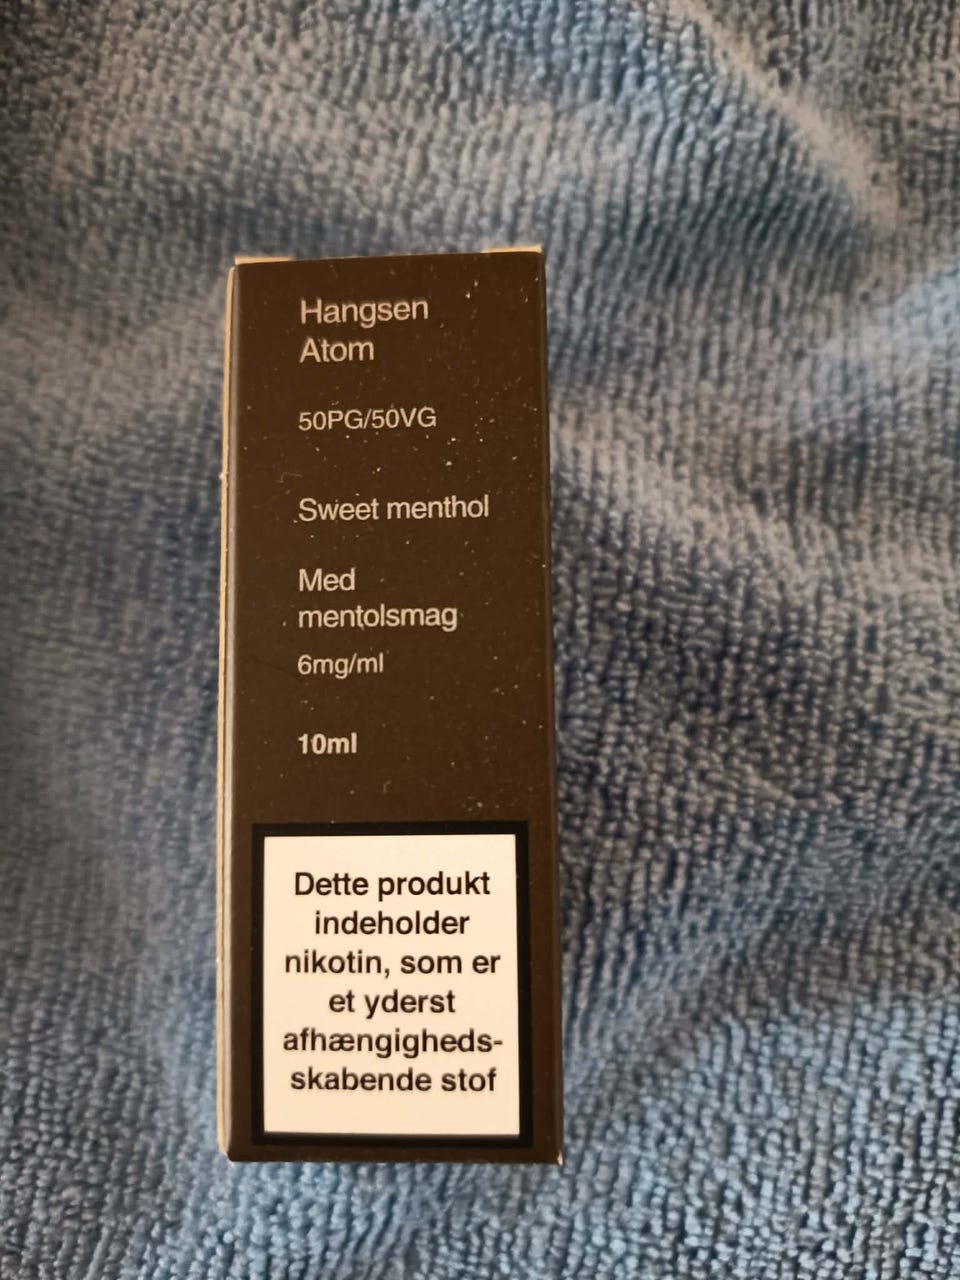 Hangsen
Atom
50PG/50VG
Sweet menthol
Med
mentolsmag
6mg/ml
10ml
Dette produkt
indeholder
nikotin, som er
et yderst
afhængigheds-
skabende stof